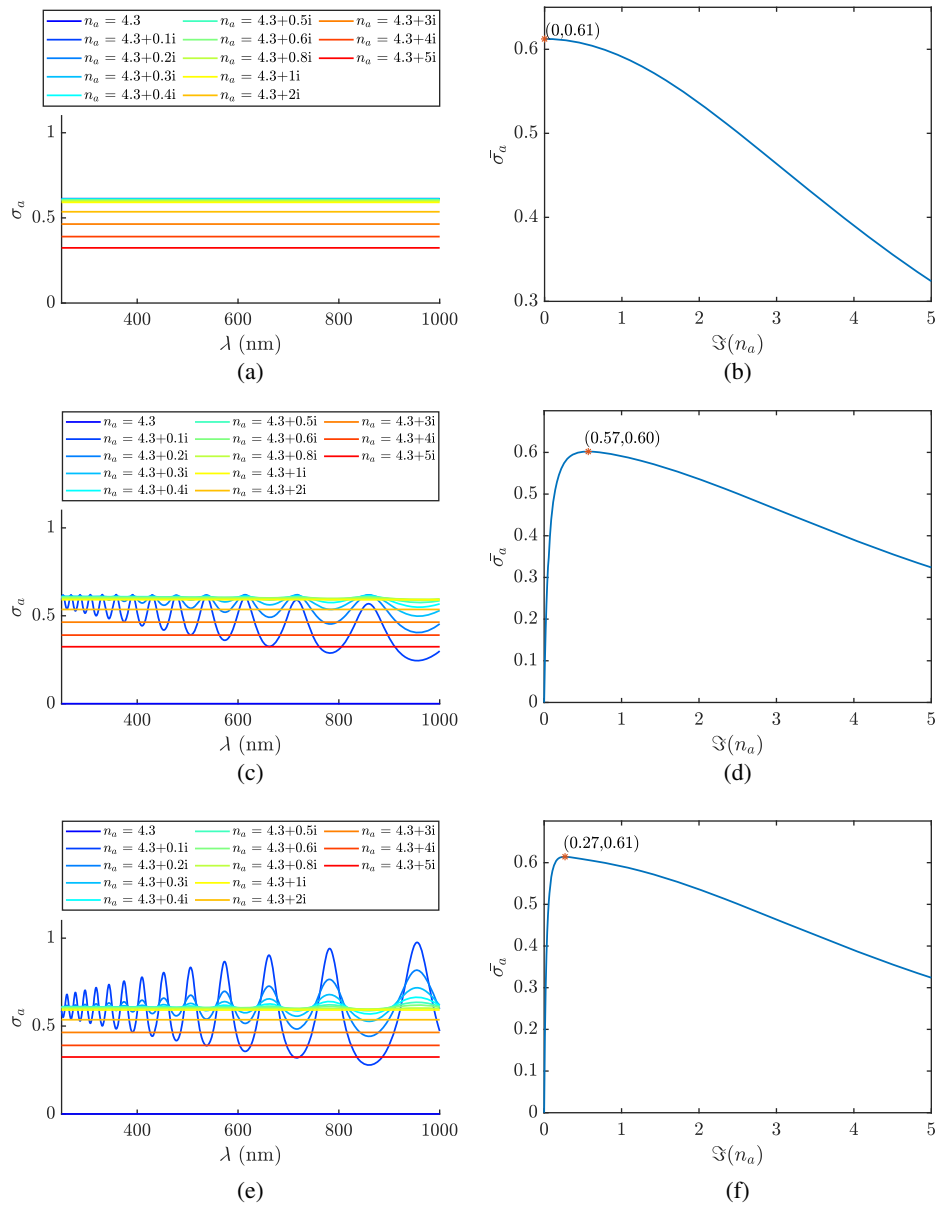 n_a = 4.3 n_a = 4.3+0.5i n_a = 4.3+3i
n_a = 4.3+0.1i n_a = 4.3+0.6i n_a = 4.3+4i
n_a = 4.3+0.2i n_a = 4.3+0.8i n_a = 4.3+5i
n_a = 4.3+0.3i n_a = 4.3+1i
n_a = 4.3+0.4i n_a = 4.3+2i
1
0.5
0
σ_a
400 600 800 1000
λ (nm)
(a)
(0,0.61)
0.6
0.5
0.4
0.3
σ̄_a
0 1 2 3 4 5
ℑ(n_a)
(b)
n_a = 4.3 n_a = 4.3+0.5i n_a = 4.3+3i
n_a = 4.3+0.1i n_a = 4.3+0.6i n_a = 4.3+4i
n_a = 4.3+0.2i n_a = 4.3+0.8i n_a = 4.3+5i
n_a = 4.3+0.3i n_a = 4.3+1i
n_a = 4.3+0.4i n_a = 4.3+2i
1
0.5
0
σ_a
400 600 800 1000
λ (nm)
(c)
(0.57,0.60)
0.7
0.6
0.5
0.4
0.3
0.2
0.1
0
σ̄_a
0 1 2 3 4 5
ℑ(n_a)
(d)
n_a = 4.3 n_a = 4.3+0.5i n_a = 4.3+3i
n_a = 4.3+0.1i n_a = 4.3+0.6i n_a = 4.3+4i
n_a = 4.3+0.2i n_a = 4.3+0.8i n_a = 4.3+5i
n_a = 4.3+0.3i n_a = 4.3+1i
n_a = 4.3+0.4i n_a = 4.3+2i
1
0.5
0
σ_a
400 600 800 1000
λ (nm)
(e)
(0.27,0.61)
0.7
0.6
0.5
0.4
0.3
0.2
0.1
0
σ̄_a
0 1 2 3 4 5
ℑ(n_a)
(f)